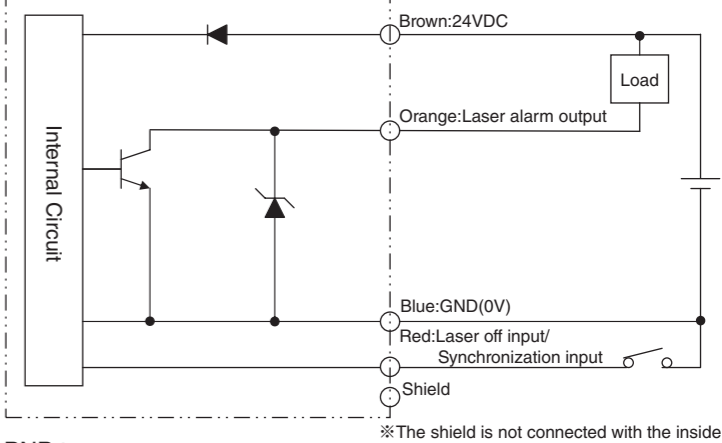 Brown:24VDC
Load
Orange:Laser alarm output
Internal Circuit
Blue:GND(0V)
Red:Laser off input/
Synchronization input
Shield
※The shield is not connected with the inside